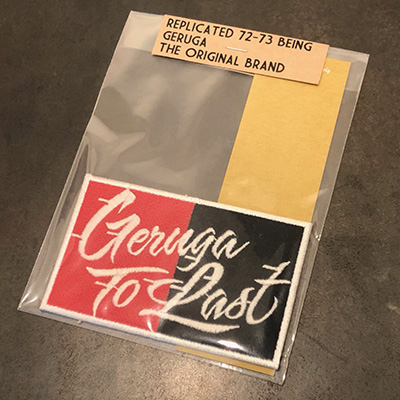 REPLICATED 72-73 BEING
GERUGA
THE ORIGINAL BRAND
Geruga
To Last